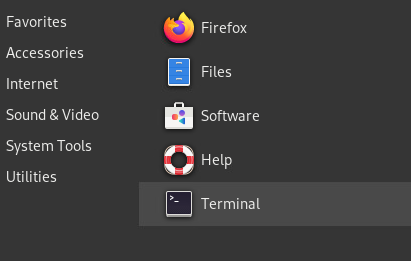 Favorites
Accessories
Internet
Sound & Video
System Tools
Utilities
Firefox
Files
Software
Help
>_
Terminal